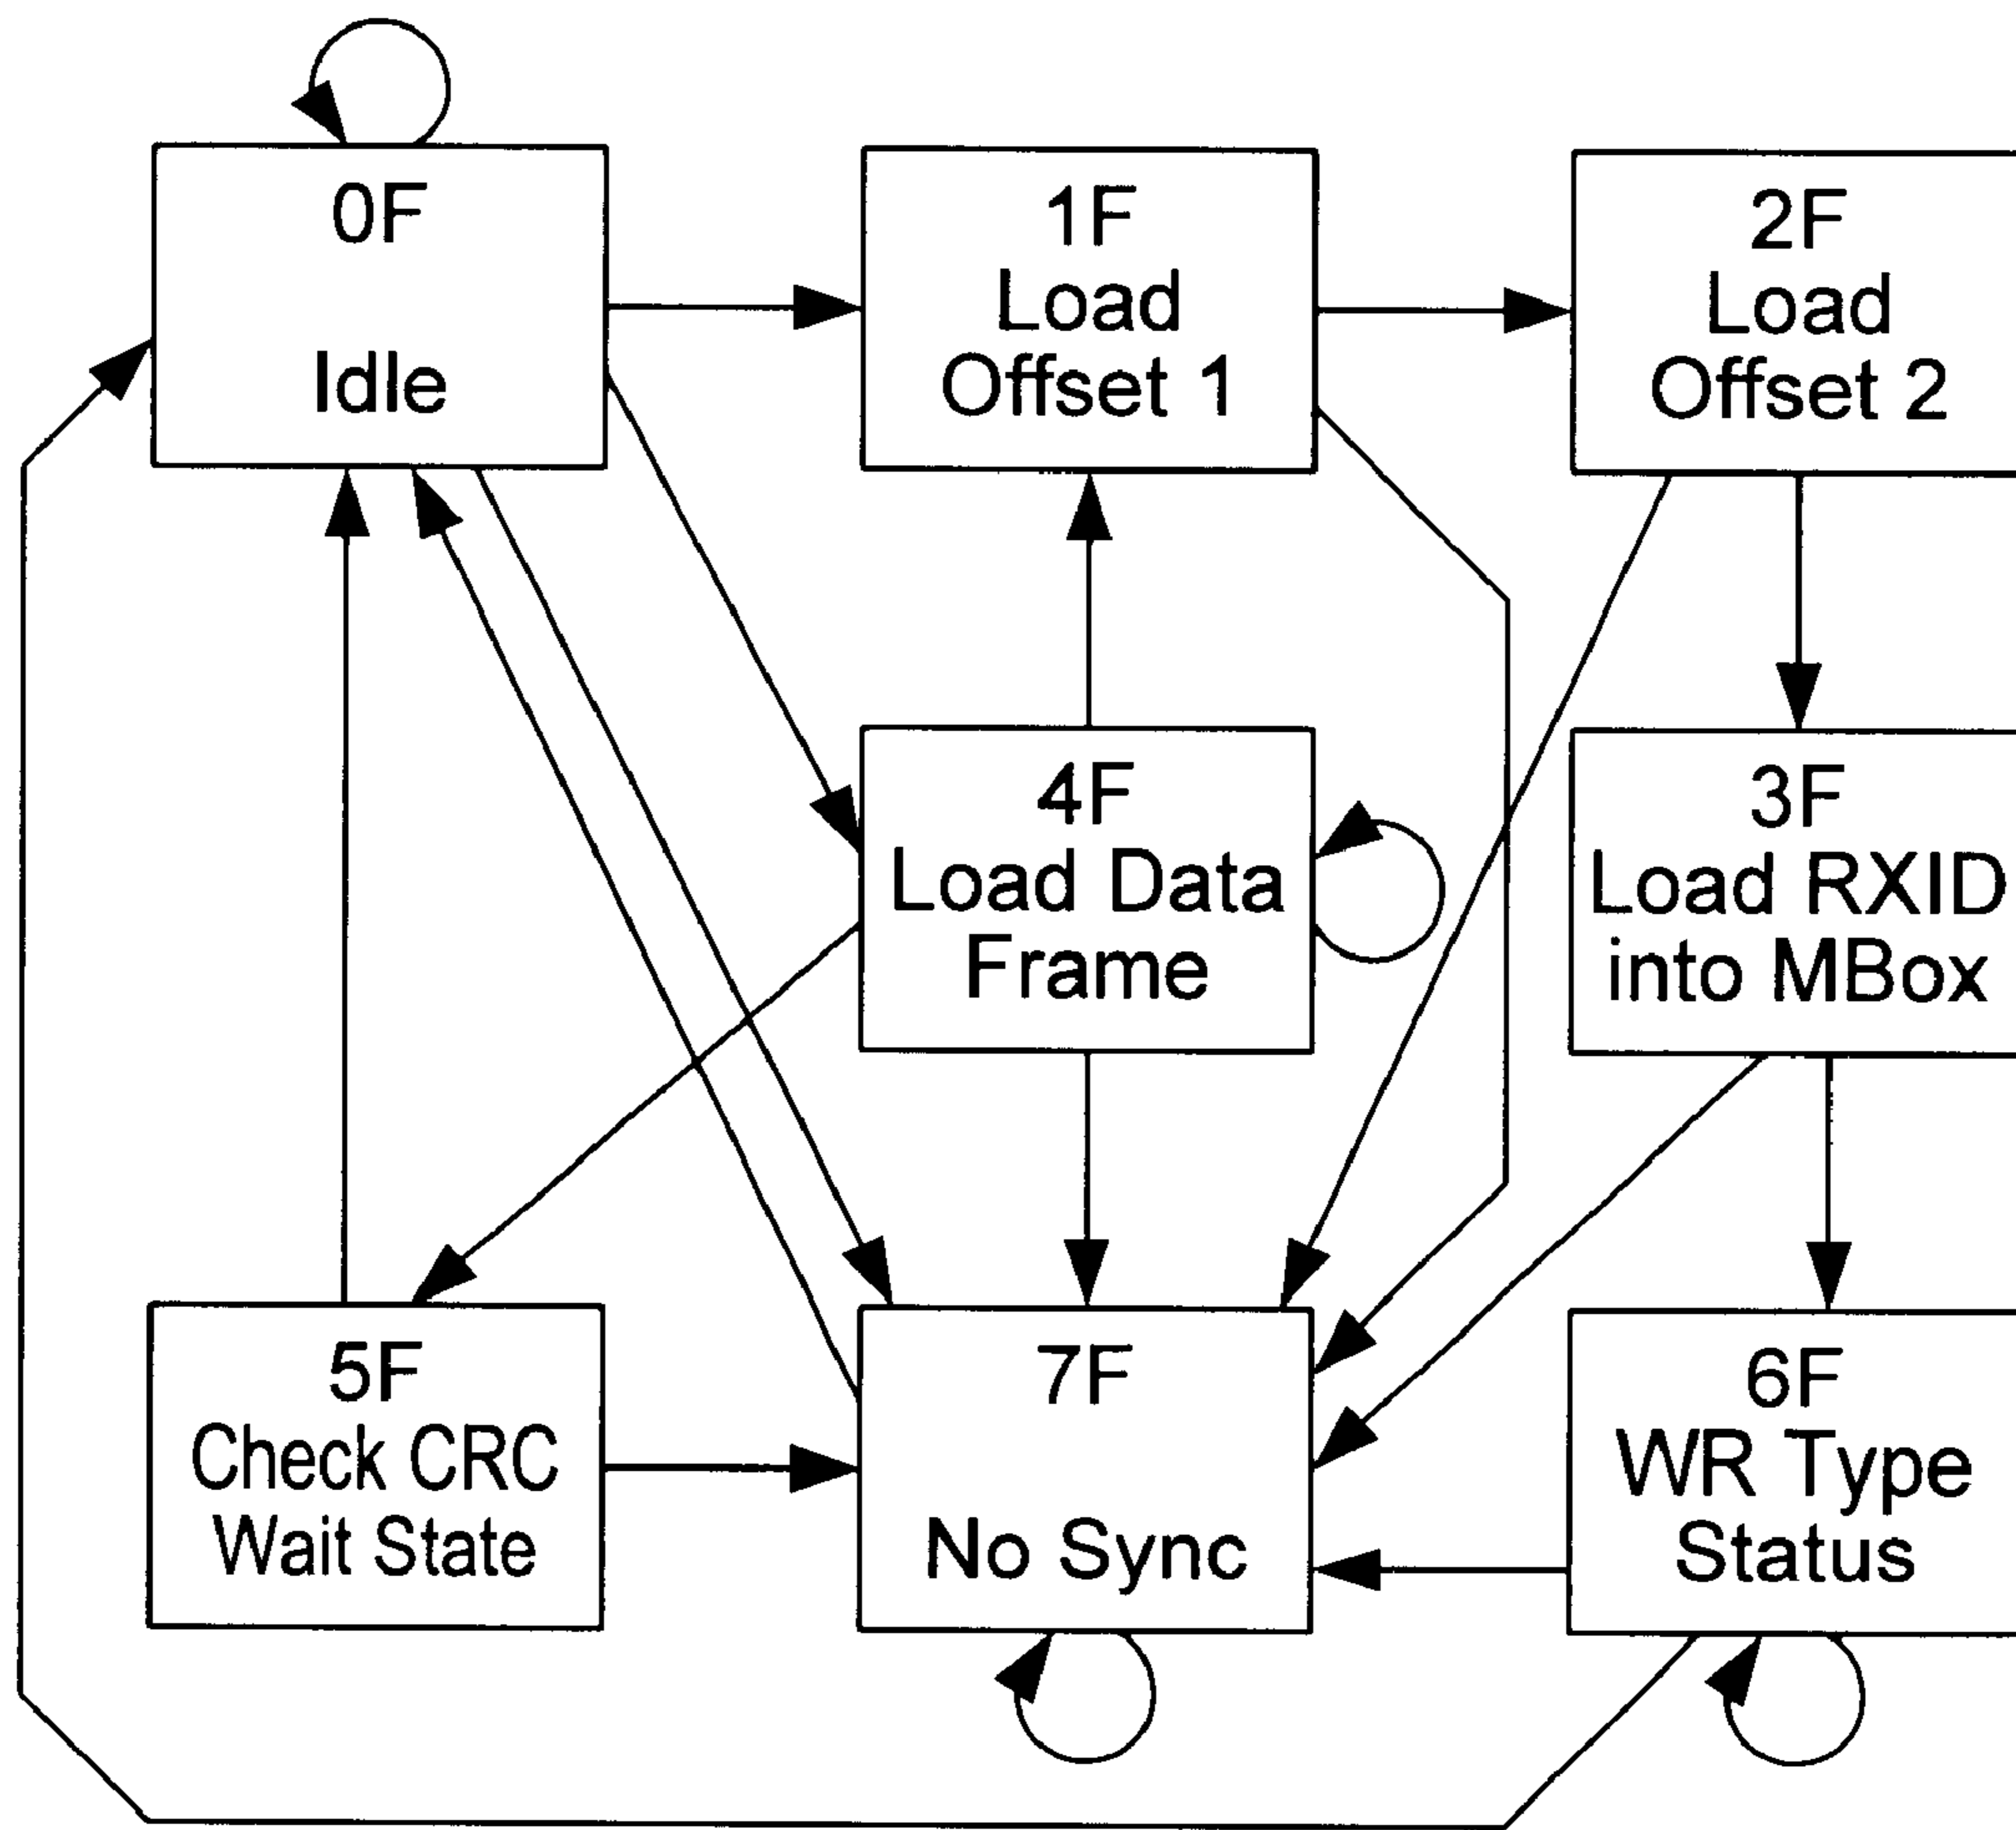 0F
Idle
1F
Load
Offset 1
2F
Load
Offset 2
4F
Load Data
Frame
3F
Load RXID
into MBox
5F
Check CRC
Wait State
7F
No Sync
6F
WR Type
Status